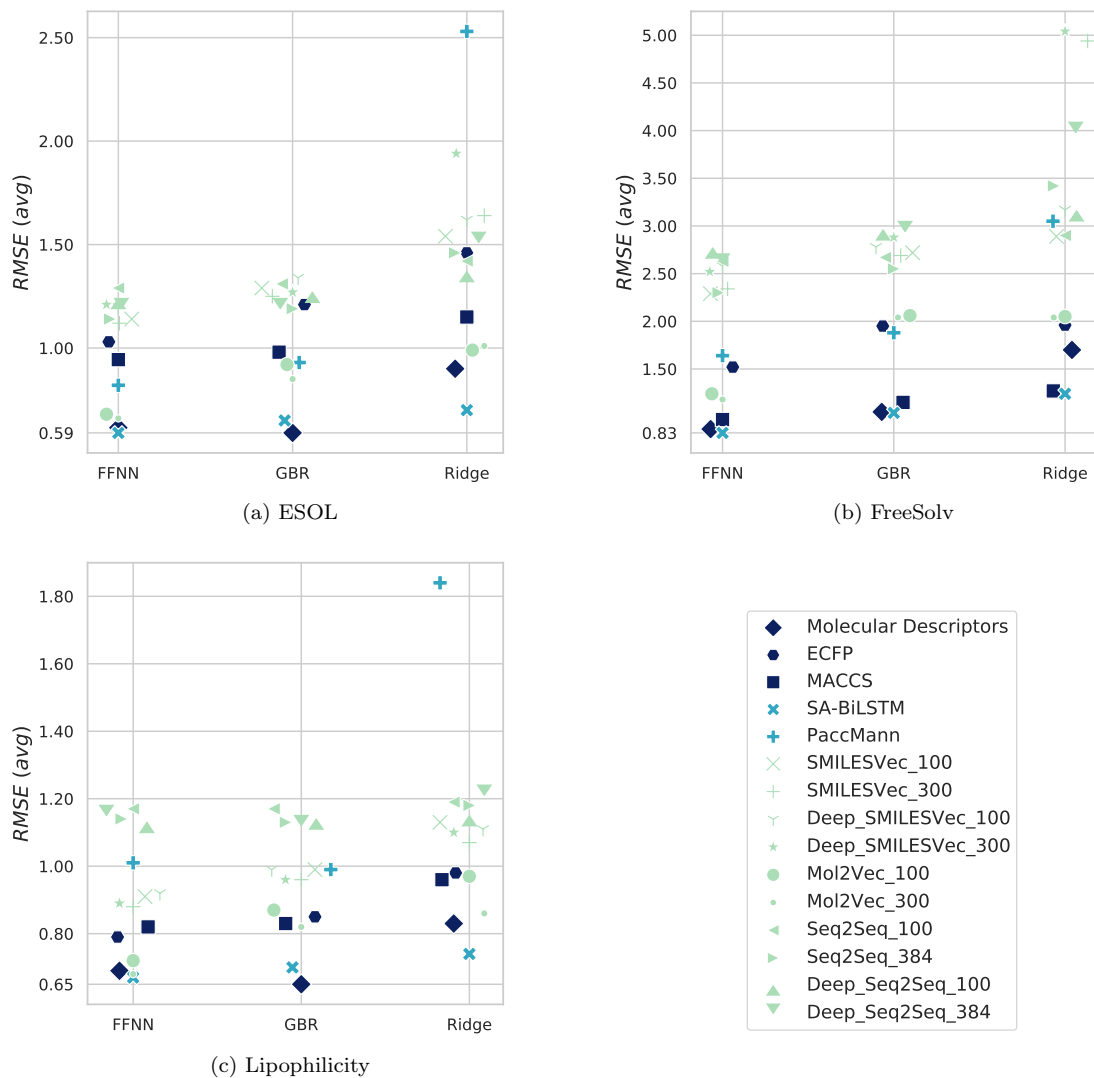 2.50
2.00
1.50
1.00
0.59
RMSE (avg)
FFNN GBR Ridge
(a) ESOL
5.00
4.50
4.00
3.50
3.00
2.50
2.00
1.50
0.83
RMSE (avg)
FFNN GBR Ridge
(b) FreeSolv
1.80
1.60
1.40
1.20
1.00
0.80
0.65
RMSE (avg)
FFNN GBR Ridge
(c) Lipophilicity
Molecular Descriptors
ECFP
MACCS
SA-BiLSTM
PaccMann
SMILESVec_100
SMILESVec_300
Deep_SMILESVec_100
Deep_SMILESVec_300
Mol2Vec_100
Mol2Vec_300
Seq2Seq_100
Seq2Seq_384
Deep_Seq2Seq_100
Deep_Seq2Seq_384